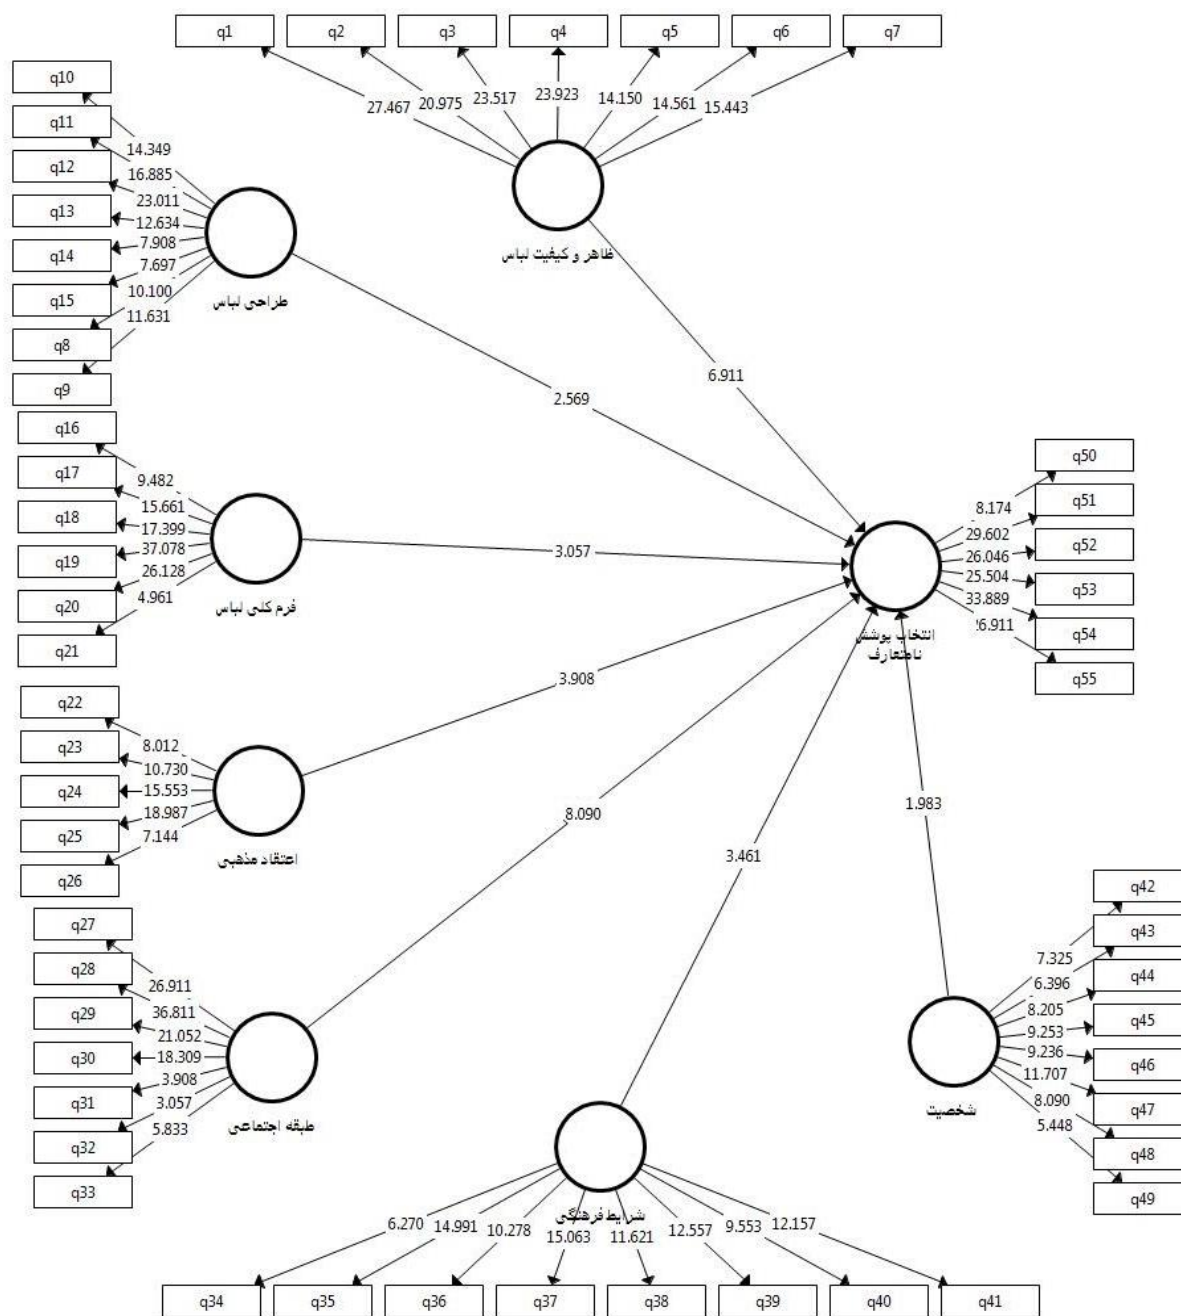 q1
q2
q3
q4
q5
q6
q7
27.467
20.975
23.517
23.923
14.150
14.561
15.443
ظاهر و کیفیت لباس
6.911
q10
q11
q12
q13
q14
q15
q8
q9
14.349
16.885
23.011
12.634
7.908
7.697
10.100
11.631
طراحی لباس
2.569
q16
q17
q18
q19
q20
q21
9.482
15.661
17.399
37.078
26.128
4.961
فرم کلی لباس
3.057
q50
q51
q52
q53
q54
q55
8.174
29.602
26.046
25.504
33.889
6.911
انتخاب پوشش
نامتعارف
q22
q23
q24
q25
q26
8.012
10.730
15.553
18.987
7.144
اعتقاد مذهبی
3.908
q27
q28
q29
q30
q31
q32
q33
26.911
36.811
21.052
18.309
3.908
3.057
5.833
طبقه اجتماعی
8.090
3.461
1.983
q42
q43
q44
q45
q46
q47
q48
q49
7.325
6.396
8.205
9.253
9.236
11.707
8.090
5.448
شخصیت
شرایط فرهنگی
6.270
14.991
10.278
15.063
11.621
12.557
9.553
12.157
q34
q35
q36
q37
q38
q39
q40
q41